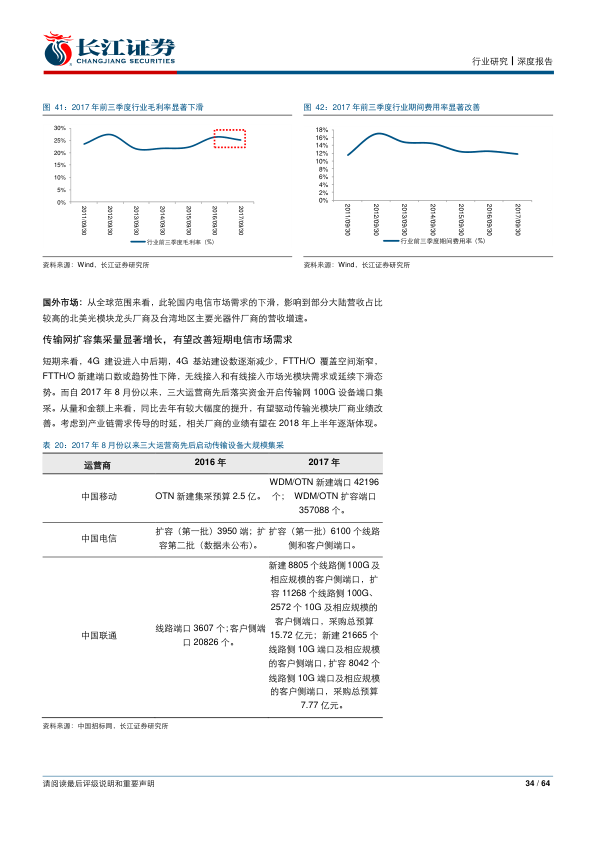 长江证券
CHANGJIANG SECURITIES
行业研究┃深度报告
图 41：2017 年前三季度行业毛利率显著下滑
30%
25%
20%
15%
10%
5%
0%
2011/09/30
2012/09/30
2013/09/30
2014/09/30
2015/09/30
2016/09/30
2017/09/30
行业前三季度毛利率（%）
资料来源：Wind，长江证券研究所
图 42：2017 年前三季度行业期间费用率显著改善
18%
16%
14%
12%
10%
8%
6%
4%
2%
0%
2011/09/30
2012/09/30
2013/09/30
2014/09/30
2015/09/30
2016/09/30
2017/09/30
行业前三季度期间费用率（%）
资料来源：Wind，长江证券研究所
国外市场：从全球范围来看，此轮国内电信市场需求的下滑，影响到部分大陆营收占比
较高的北美光模块龙头厂商及台湾地区主要光器件厂商的营收增速。
传输网扩容集采量显著增长，有望改善短期电信市场需求
短期来看，4G 建设进入中后期，4G 基站建设数逐渐减少，FTTH/O 覆盖空间渐窄，
FTTH/O 新建端口数或趋势性下降，无线接入和有线接入市场光模块需求或延续下滑态
势。而自 2017 年 8 月份以来，三大运营商先后落实资金开启传输网 100G 设备端口集
采。从量和金额上来看，同比去年有较大幅度的提升，有望驱动传输光模块厂商业绩改
善。考虑到产业链需求传导的时延，相关厂商的业绩有望在 2018 年上半年逐渐体现。
表 20：2017 年 8 月份以来三大运营商先后启动传输设备大规模集采
运营商 2016 年 2017 年
中国移动
OTN 新建集采预算 2.5 亿。
WDM/OTN 新建端口 42196
个； WDM/OTN 扩容端口
357088 个。
中国电信
扩容（第一批）3950 端；扩
容第二批（数据未公布）。
扩容（第一批）6100 个线路
侧和客户侧端口。
中国联通
线路端口 3607 个；客户侧端
口 20826 个。
新建 8805 个线路侧 100G 及
相应规模的客户侧端口，扩
容 11268 个线路侧 100G、
2572 个 10G 及相应规模的
客户侧端口，采购总预算
15.72 亿元；新建 21665 个
线路侧 10G 端口及相应规模
的客户侧端口，扩容 8042 个
线路侧 10G 端口及相应规模
的客户侧端口，采购总预算
7.77 亿元。
资料来源：中国招标网，长江证券研究所
请阅读最后评级说明和重要声明
34 / 64